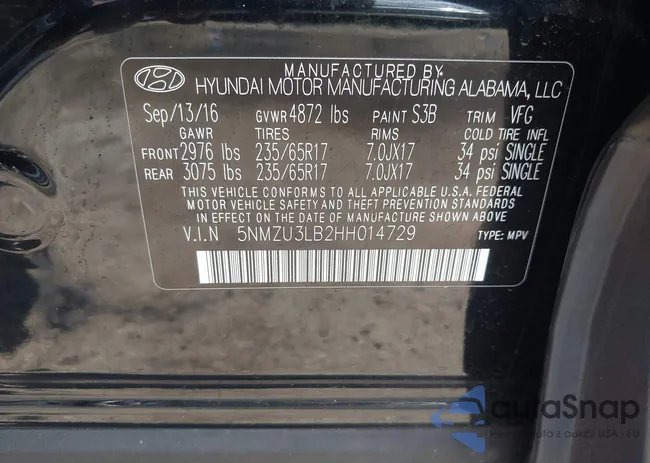 MANUFACTURED BY
HYUNDAI MOTOR MANUFACTURING ALABAMA, LLC
Sep/13/16 GVWR 4872 lbs PAINT S3B TRIM VFG
GAWR TIRES RIMS COLD TIRE INFL
FRONT 2976 lbs 235/65R17 7.0JX17 34 psi SINGLE
REAR 3075 lbs 235/65R17 7.0JX17 34 psi SINGLE
THIS VEHICLE CONFORMS TO ALL APPLICABLE U.S.A. FEDERAL
MOTOR VEHICLE SAFETY AND THEFT PREVENTION STANDARDS
IN EFFECT ON THE DATE OF MANUFACTURE SHOWN ABOVE
V.I.N 5NMZU3LB2HH014729 TYPE: MPV
auraSnap